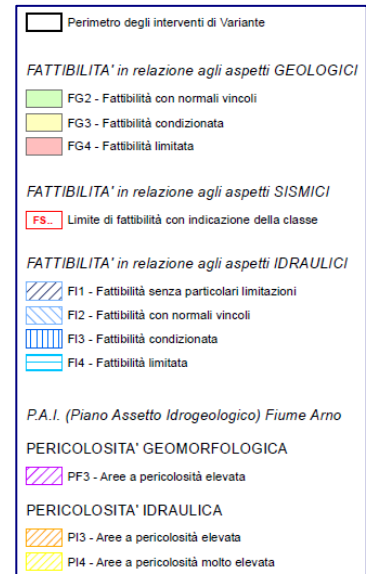 Perimetro degli interventi di Variante
FATTIBILITA' in relazione agli aspetti GEOLOGICI
FG2 - Fattibilità con normali vincoli
FG3 - Fattibilità condizionata
FG4 - Fattibilità limitata
FATTIBILITA' in relazione agli aspetti SISMICI
FS.. Limite di fattibilità con indicazione della classe
FATTIBILITA' in relazione agli aspetti IDRAULICI
FI1 - Fattibilità senza particolari limitazioni
FI2 - Fattibilità con normali vincoli
FI3 - Fattibilità condizionata
FI4 - Fattibilità limitata
P.A.I. (Piano Assetto Idrogeologico) Fiume Arno
PERICOLOSITA' GEOMORFOLOGICA
PF3 - Aree a pericolosità elevata
PERICOLOSITA' IDRAULICA
PI3 - Aree a pericolosità elevata
PI4 - Aree a pericolosità molto elevata